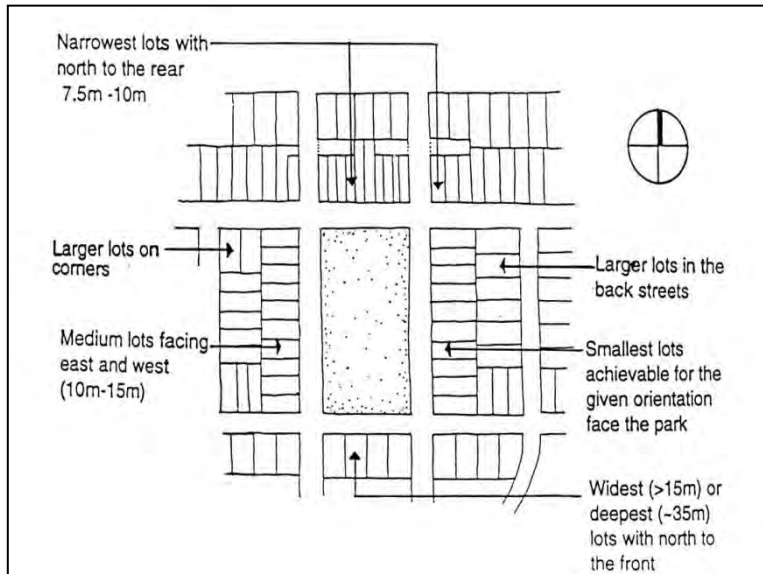 Narrowest lots with
north to the rear
7.5m -10m
Larger lots on
corners
Larger lots in the
back streets
Medium lots facing
east and west
(10m-15m)
Smallest lots
achievable for the
given orientation
face the park
Widest (>15m) or
deepest (~35m)
lots with north to
the front